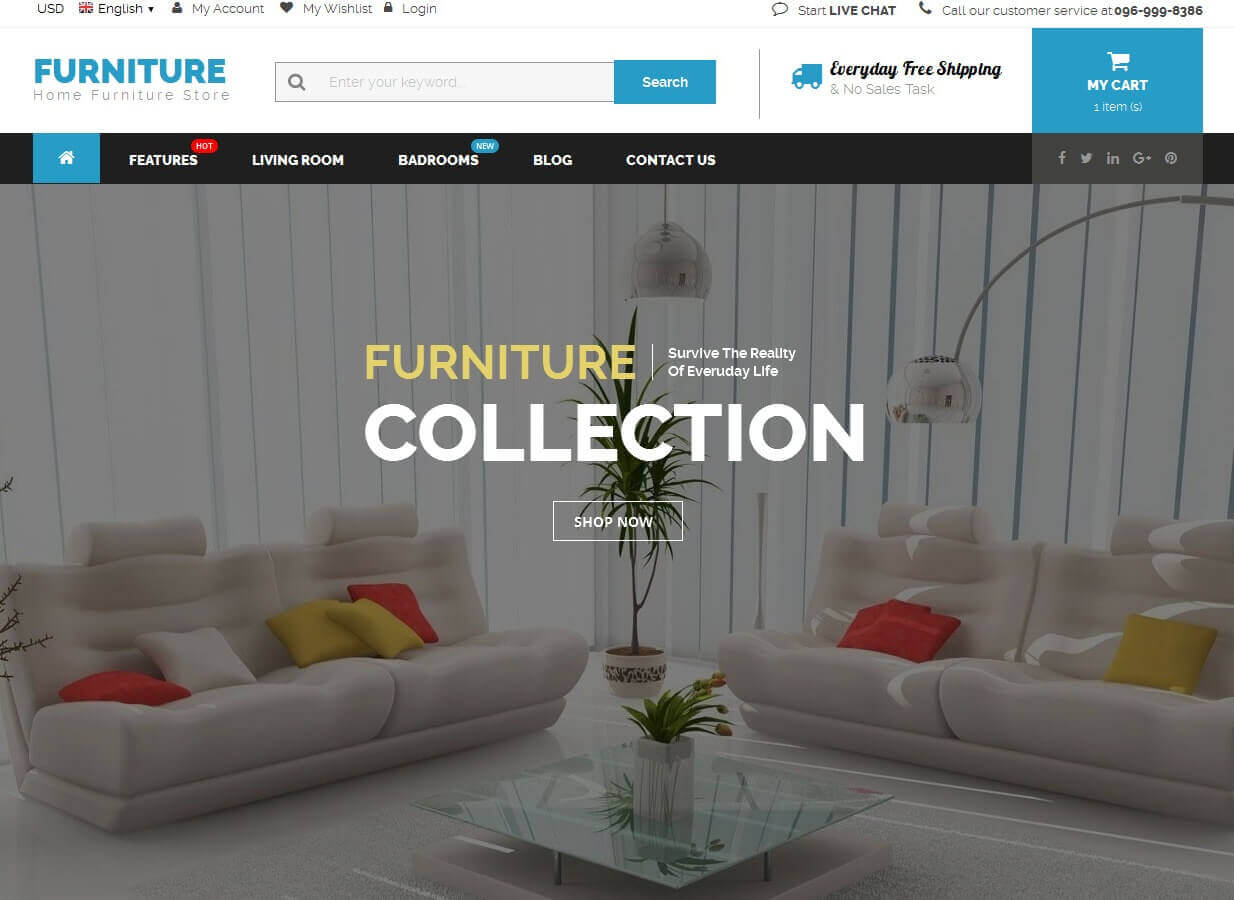 USD English ▾ My Account My Wishlist Login
Start LIVE CHAT Call our customer service at 096-999-8386
FURNITURE
Home Furniture Store
Enter your keyword...
Search
Everyday Free Shipping
& No Sales Task
MY CART
1 item (s)
HOT
NEW
FEATURES LIVING ROOM BADROOMS BLOG CONTACT US
FURNITURE
Survive The Reality
Of Everuday Life
COLLECTION
SHOP NOW